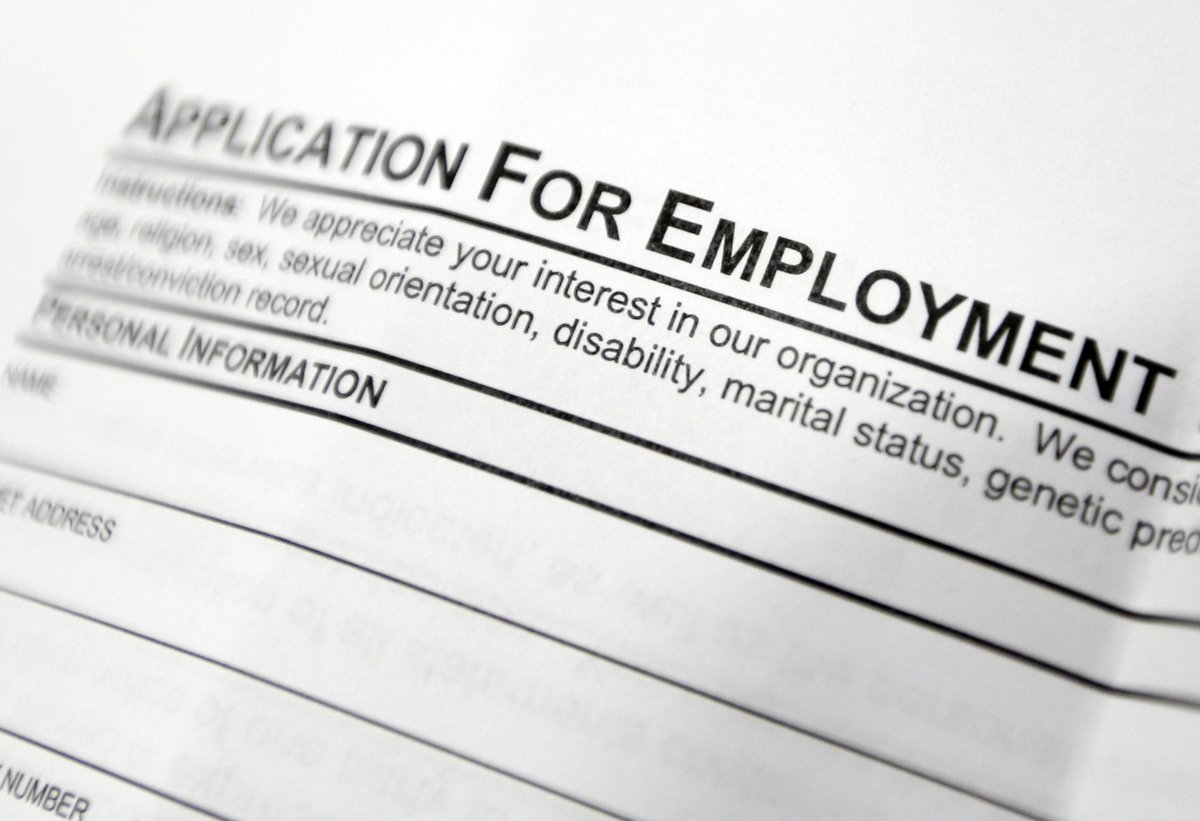 APPLICATION FOR EMPLOYMENT
Instructions: We appreciate your interest in our organization. We consi
age, religion, sex, sexual orientation, disability, marital status, genetic pred
arrest/conviction record.
PERSONAL INFORMATION
NAME
ET ADDRESS
NUMBER